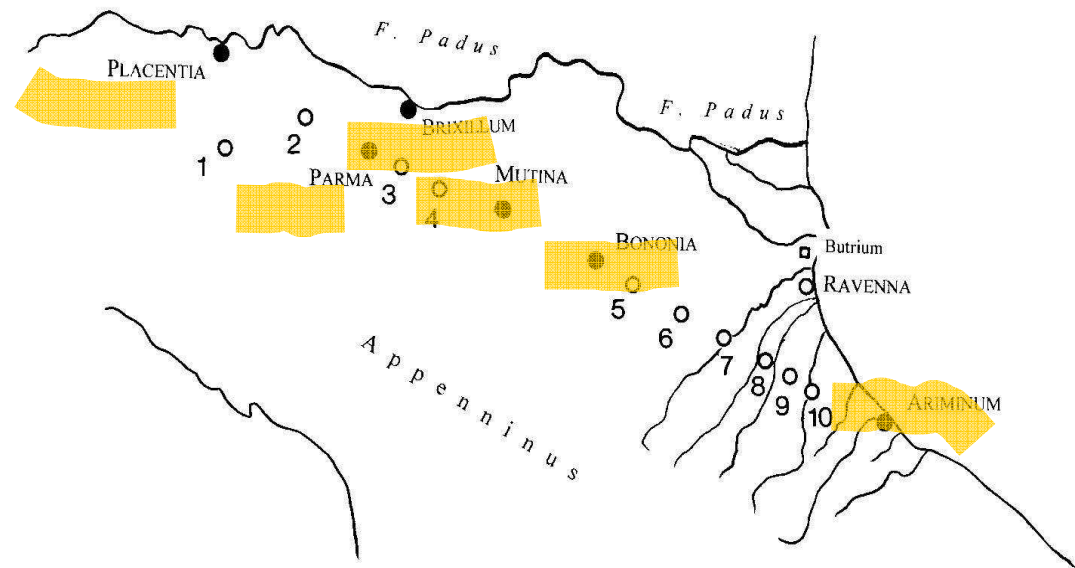 F. Padus
PLACENTIA
F. Padus
2
BRIXILLUM
1
PARMA
3
MUTINA
4
BONONIA
Butrium
RAVENNA
5
6
7
8
9
10
ARIMINUM
Appenninus